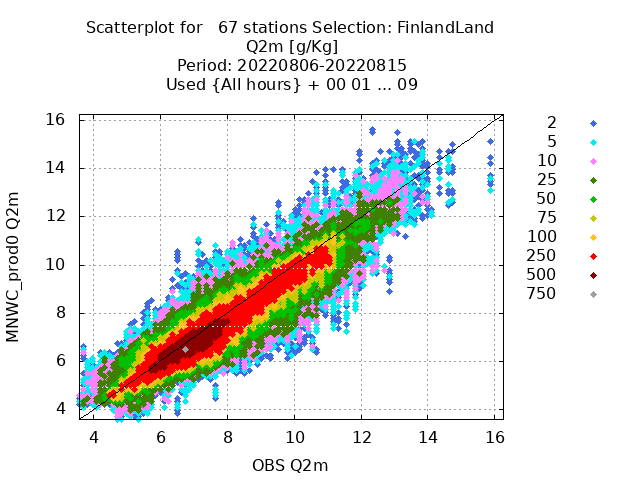 Scatterplot for   67 stations Selection: FinlandLand
Q2m [g/Kg]
Period: 20220806-20220815
Used {All hours} + 00 01 ... 09
MNWC_prod0 Q2m
16
14
12
10
8
6
4
4 6 8 10 12 14 16
OBS Q2m
2
5
10
25
50
75
100
250
500
750